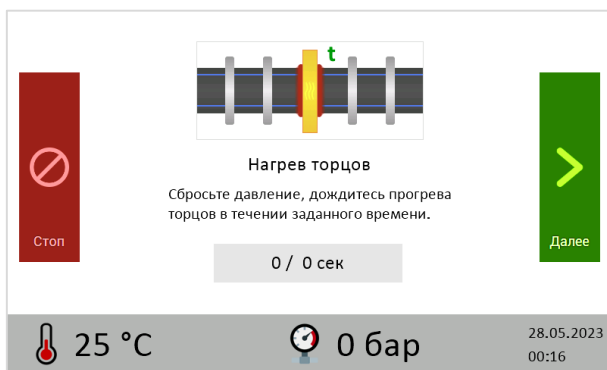 t
Нагрев торцов
Сбросьте давление, дождитесь прогрева
торцов в течении заданного времени.
0 / 0 сек
Стоп
Далее
25 °C
0 бар
28.05.2023
00:16